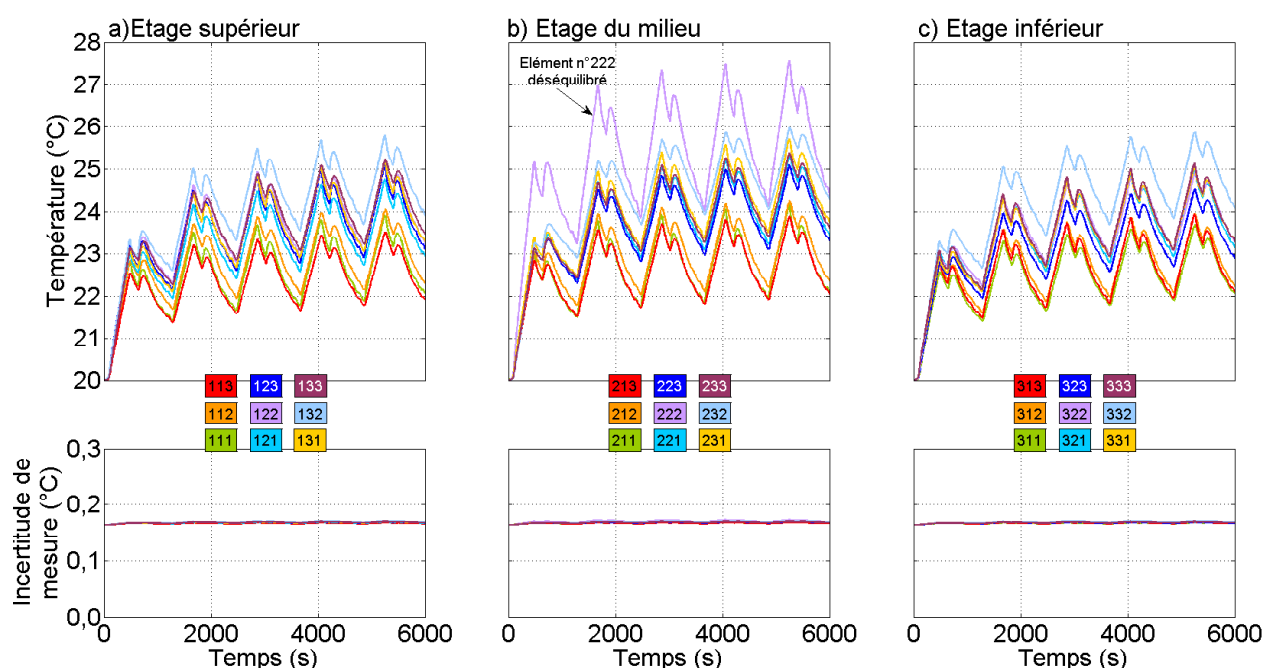 a)Etage supérieur
b) Etage du milieu
c) Etage inférieur
Température (°C)
28
27
26
25
24
23
22
21
20
Elément n°222
déséquilibré
113 123 133
112 122 132
111 121 131
213 223 233
212 222 232
211 221 231
313 323 333
312 322 332
311 321 331
Incertitude de
mesure (°C)
0,3
0,2
0,1
0,0
0 2000 4000 6000
0 2000 4000 6000
0 2000 4000 6000
Temps (s)
Temps (s)
Temps (s)